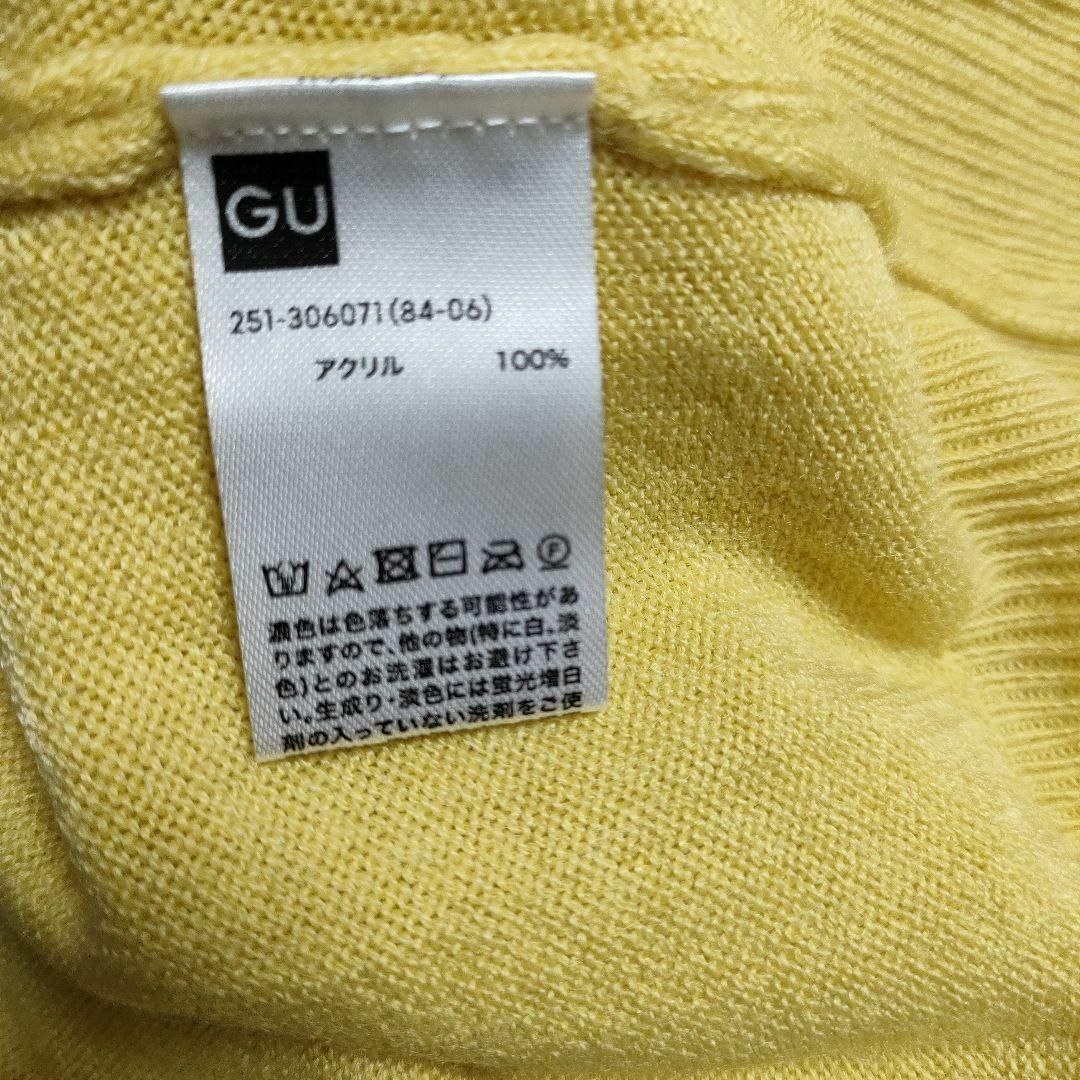 GU
251-306071(84-06)
アクリル 100%
濃色は色落ちする可能性があ
りますので、他の物(特に白、淡
色)とのお洗濯はお避け下さ
い。生成り・淡色には蛍光増白
剤の入っていない洗剤をご使